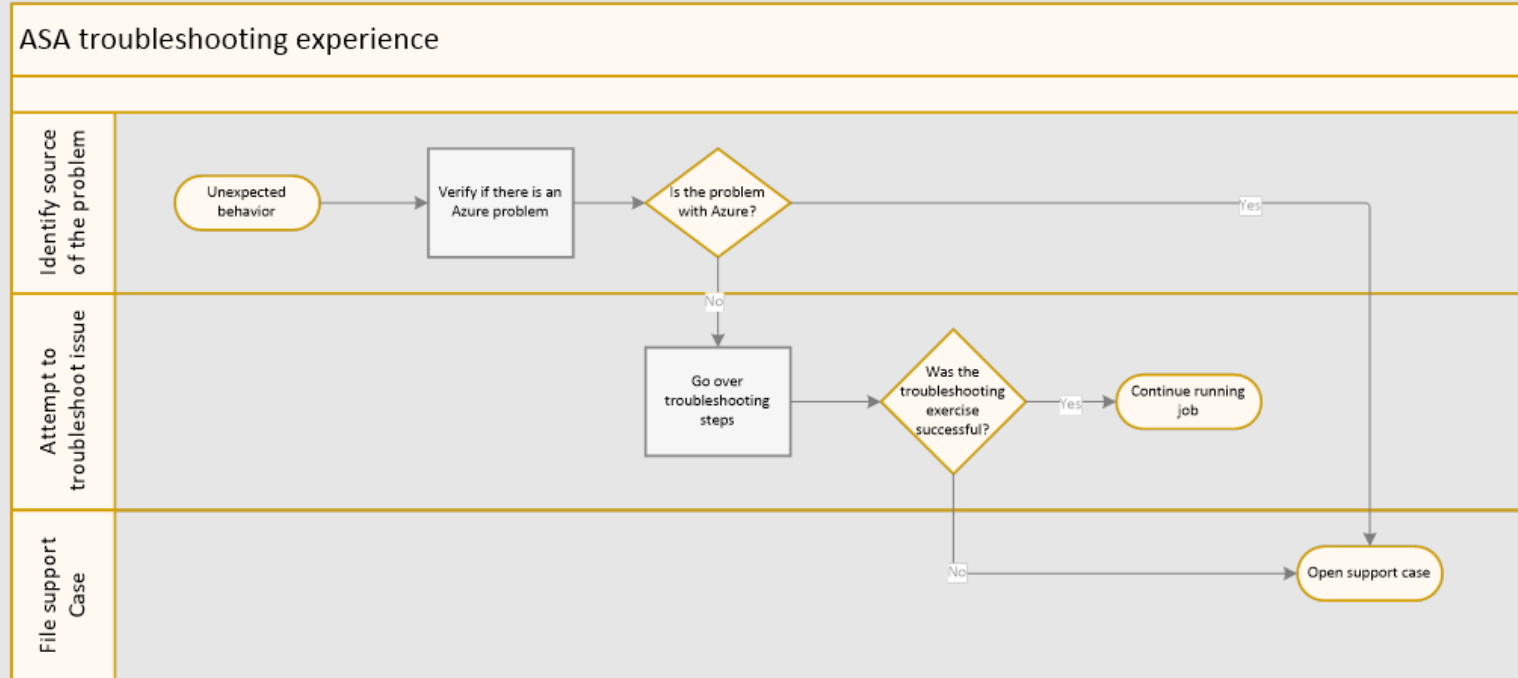 ASA troubleshooting experience
Identify source
of the problem
Unexpected
behavior
Verify if there is an
Azure problem
Is the problem
with Azure?
Yes
No
Attempt to
troubleshoot issue
Go over
troubleshooting
steps
Was the
troubleshooting
exercise
successful?
Yes
Continue running
job
No
File support
Case
Open support case